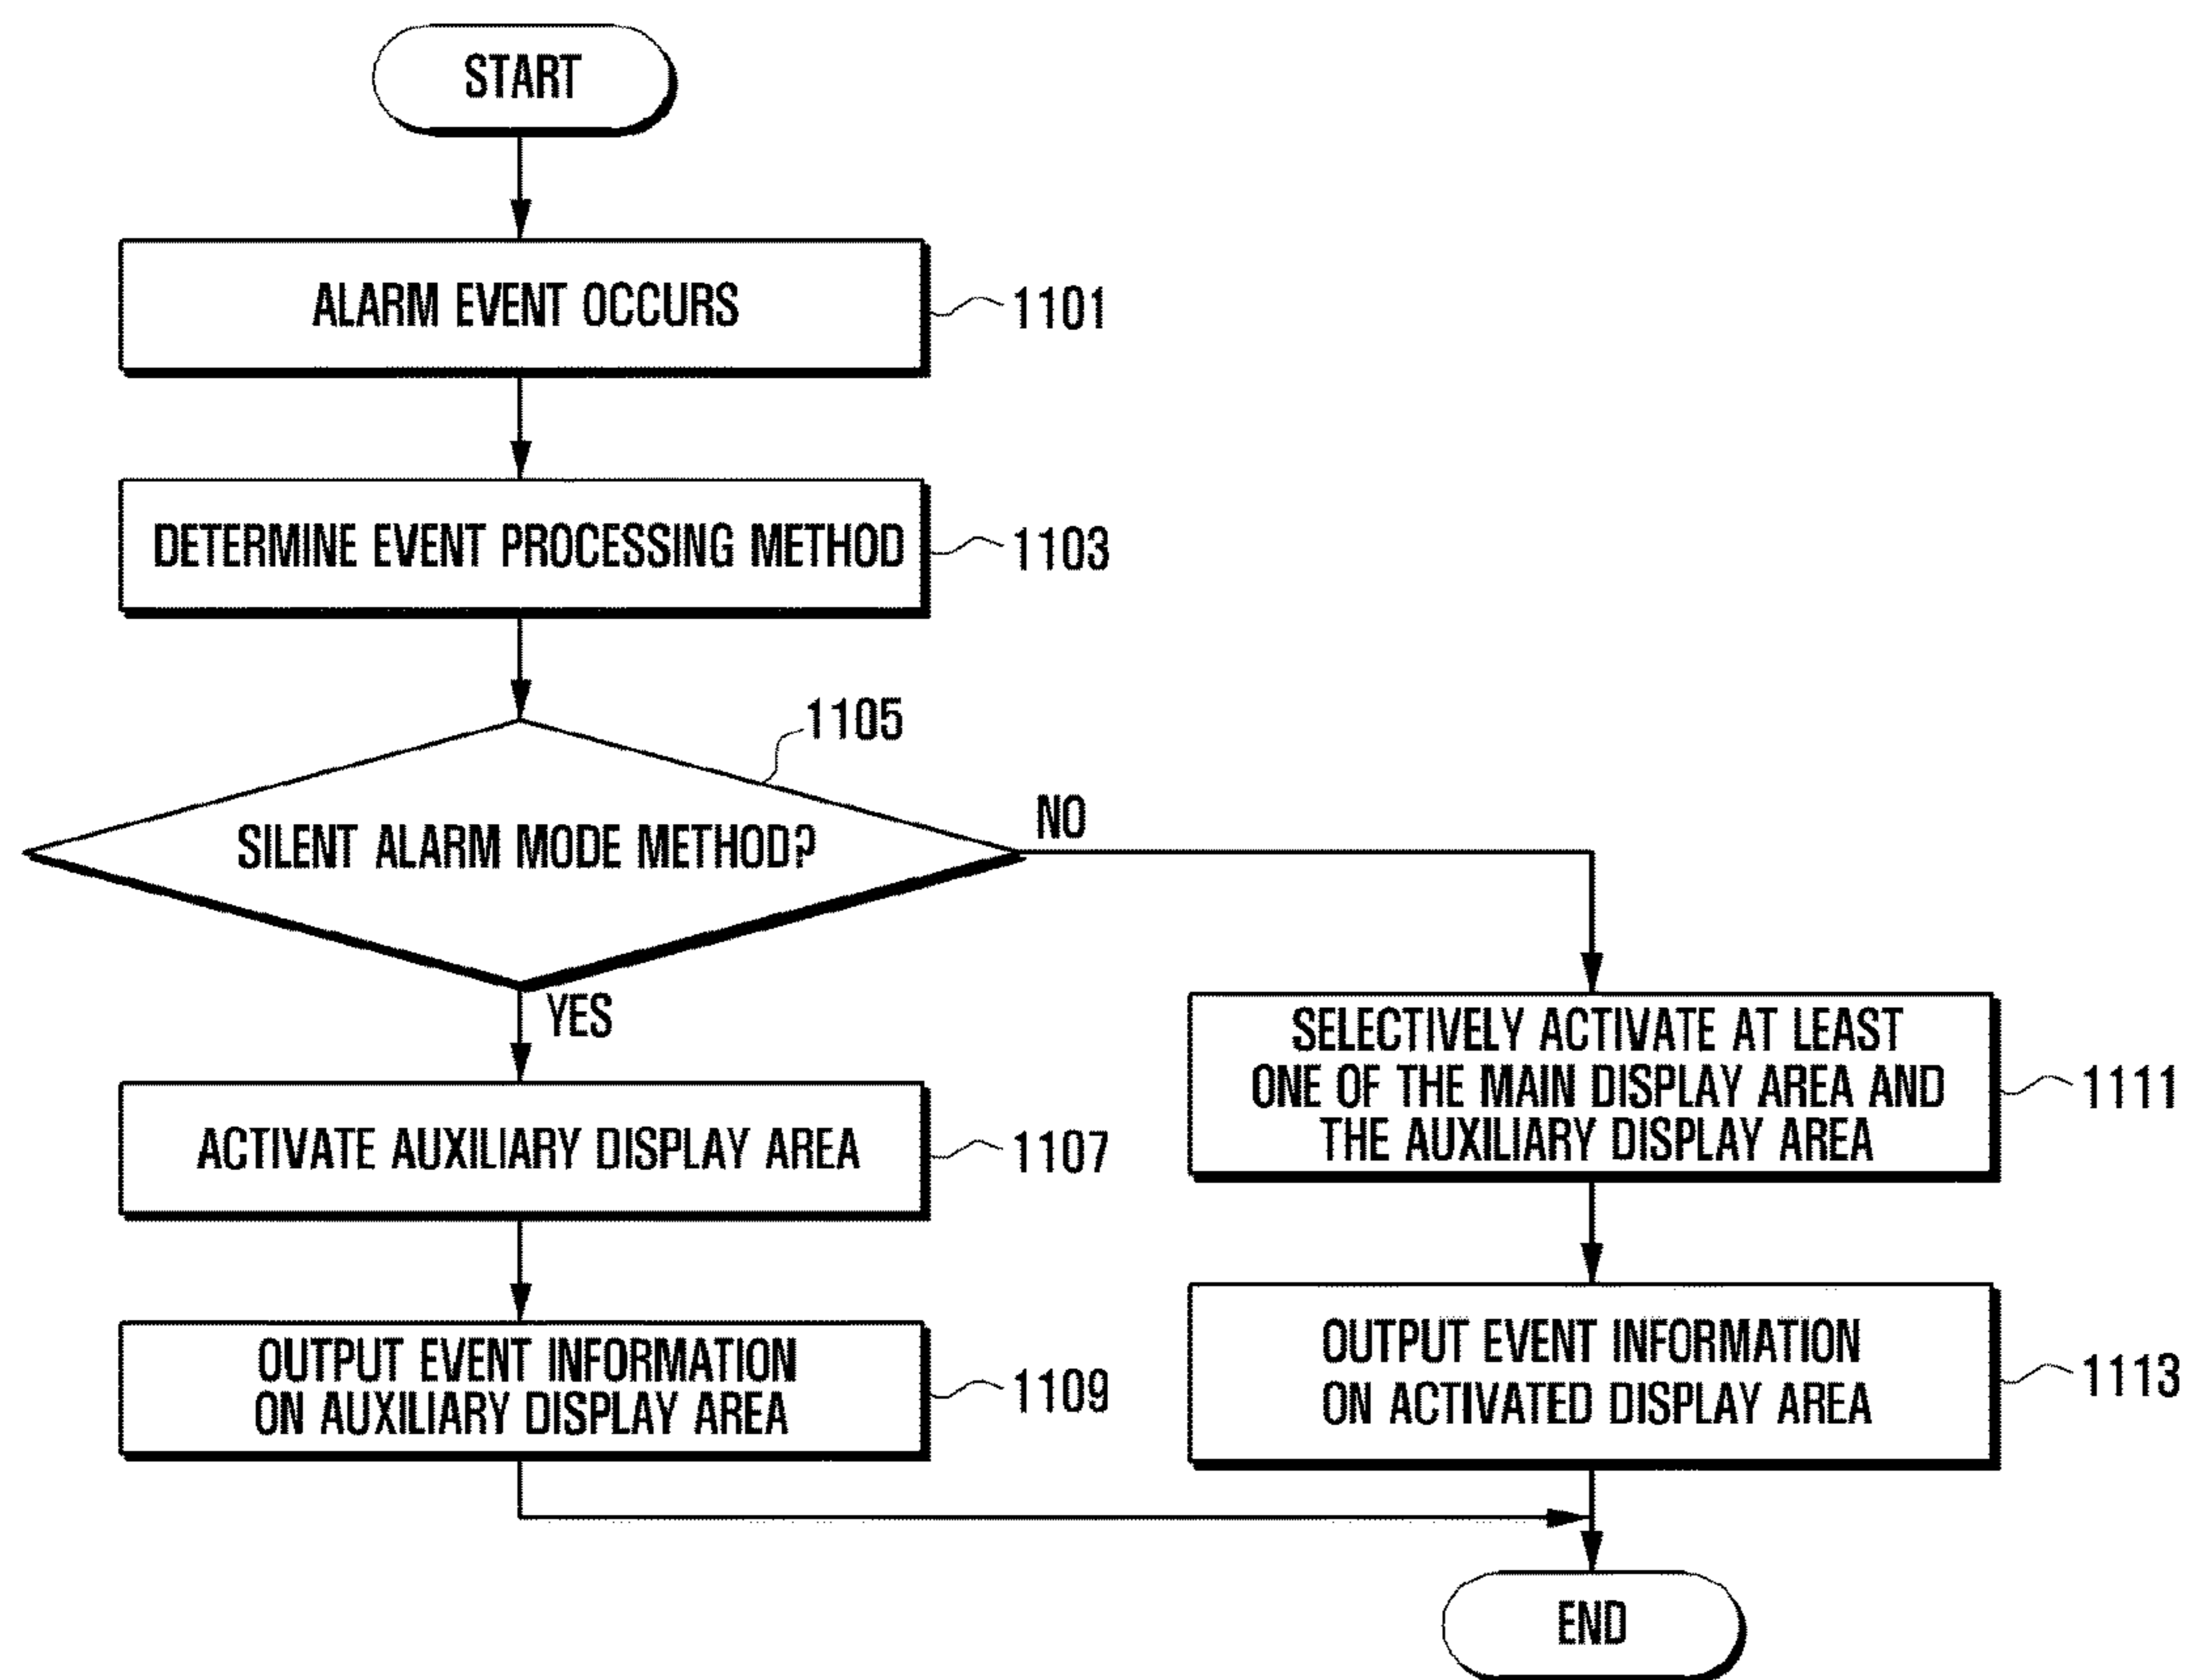 START
ALARM EVENT OCCURS
1101
DETERMINE EVENT PROCESSING METHOD
1103
1105
SILENT ALARM MODE METHOD?
NO
YES
ACTIVATE AUXILIARY DISPLAY AREA
1107
OUTPUT EVENT INFORMATION
ON AUXILIARY DISPLAY AREA
1109
SELECTIVELY ACTIVATE AT LEAST
ONE OF THE MAIN DISPLAY AREA AND
THE AUXILIARY DISPLAY AREA
1111
OUTPUT EVENT INFORMATION
ON ACTIVATED DISPLAY AREA
1113
END